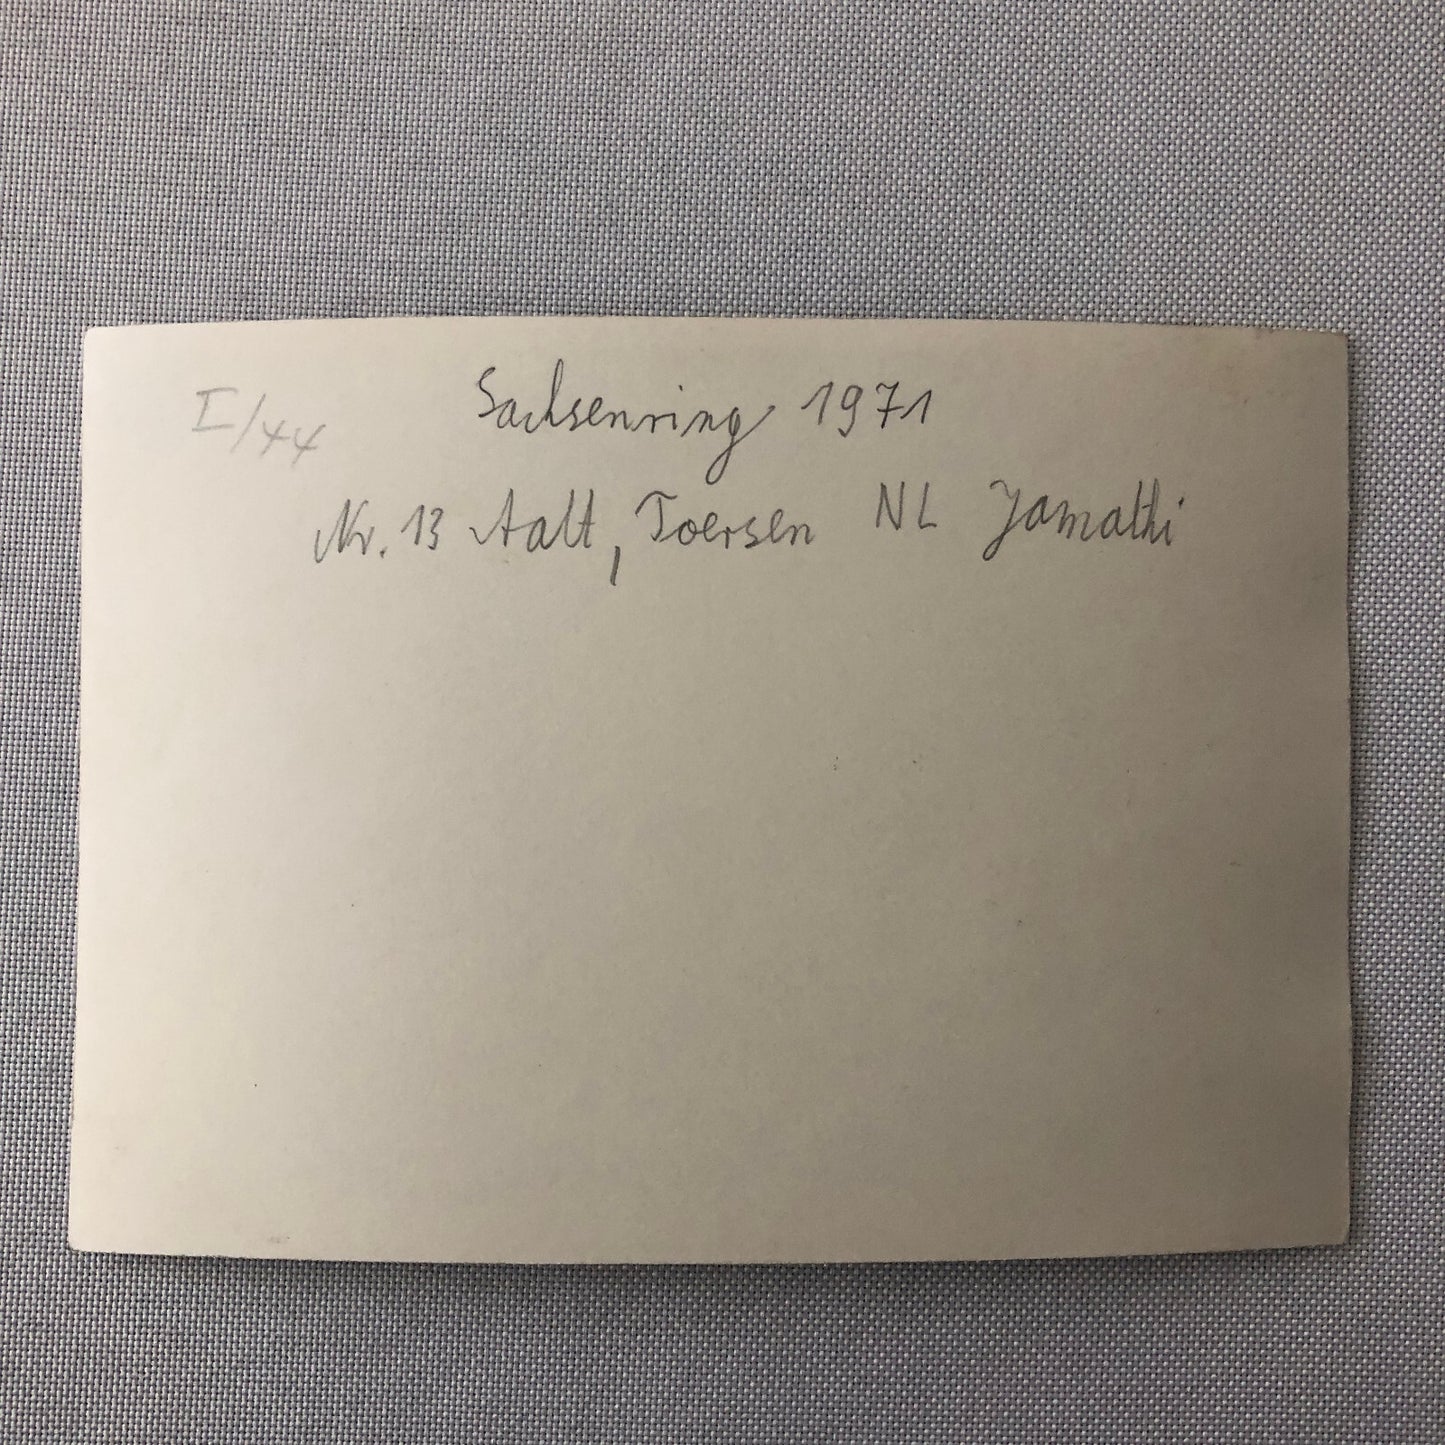 I/44
Sachsenring 1971
Nr. 13 Aalt, Toersen NL Jamathi